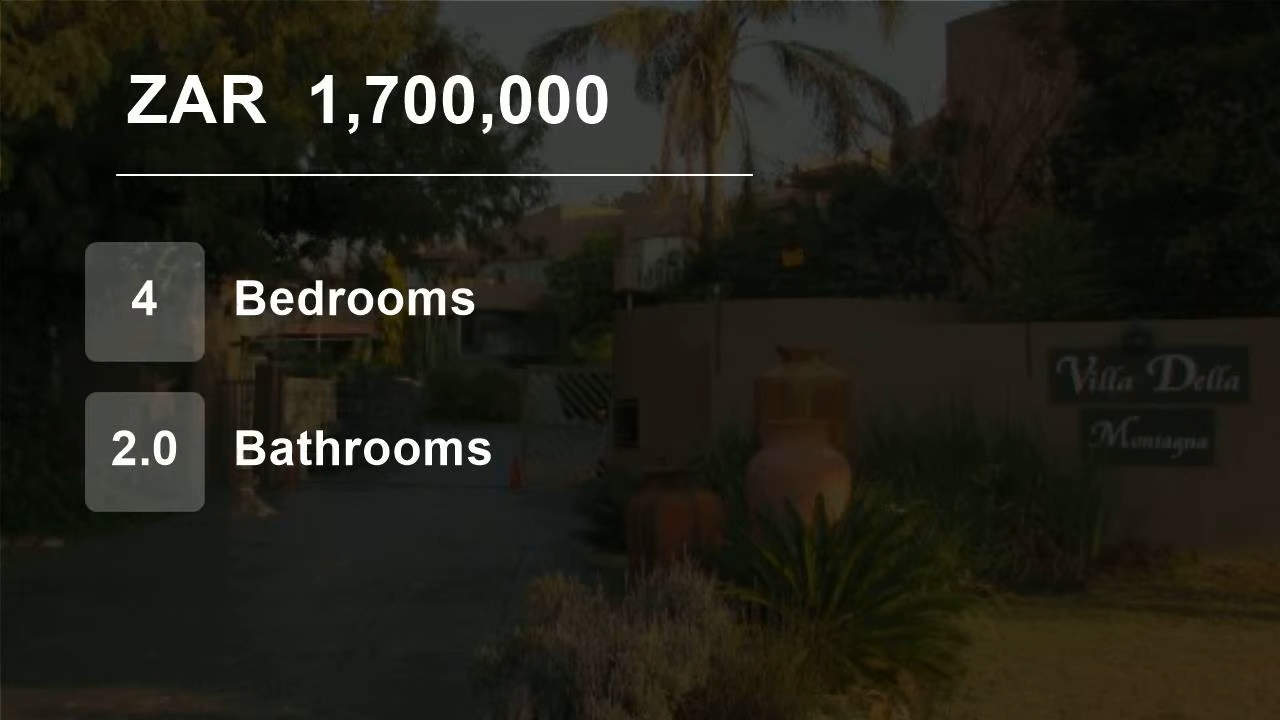 ZAR 1,700,000
4 Bedrooms
2.0 Bathrooms
Villa Della
Montagna